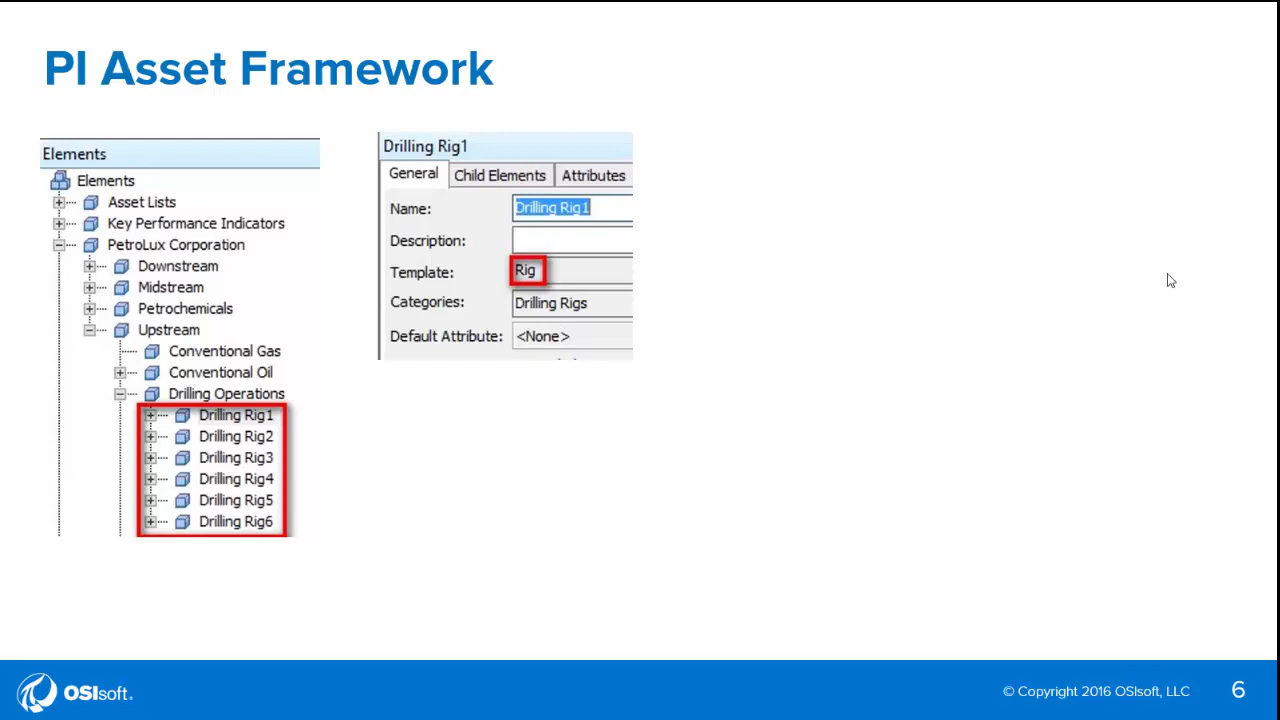 PI Asset Framework
Elements
Elements
Asset Lists
Key Performance Indicators
PetroLux Corporation
Downstream
Midstream
Petrochemicals
Upstream
Conventional Gas
Conventional Oil
Drilling Operations
Drilling Rig1
Drilling Rig2
Drilling Rig3
Drilling Rig4
Drilling Rig5
Drilling Rig6
Drilling Rig1
General Child Elements Attributes
Name: Drilling Rig1
Description:
Template: Rig
Categories: Drilling Rigs
Default Attribute: <None>
OSIsoft.
© Copyright 2016 OSIsoft, LLC 6